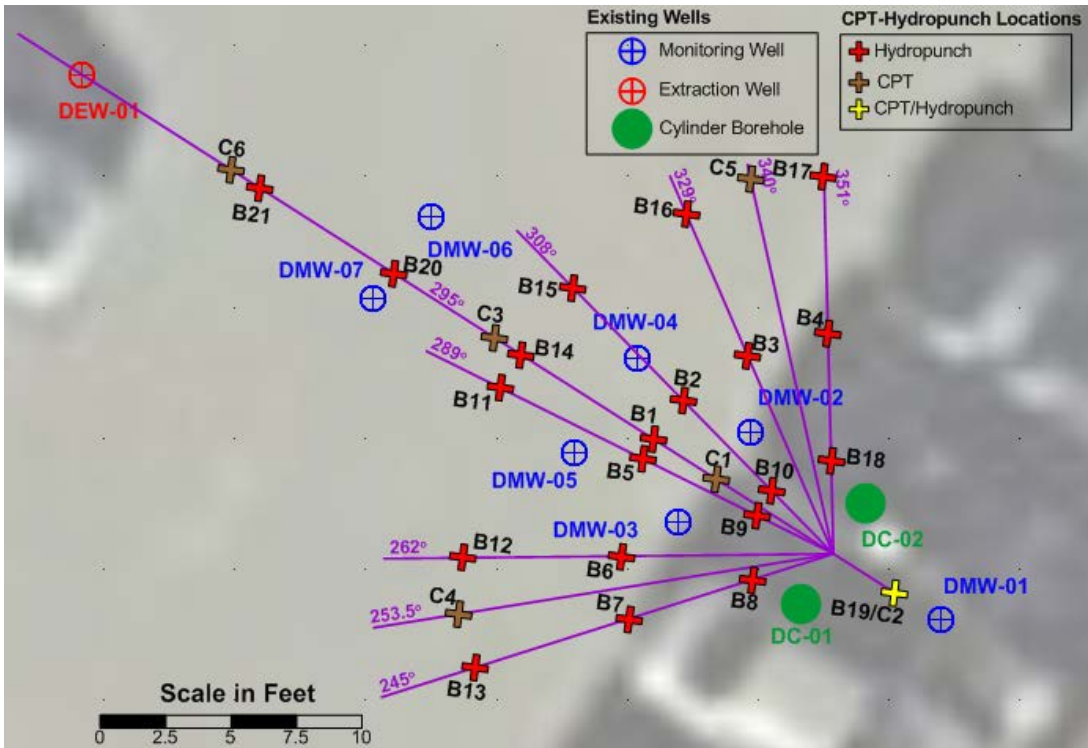 Existing Wells
Monitoring Well
Extraction Well
Cylinder Borehole
CPT-Hydropunch Locations
Hydropunch
CPT
CPT/Hydropunch
DEW-01
C6
B21
DMW-06
DMW-07
B20
295°
C3
B14
289°
B11
308°
B15
DMW-04
B2
B1
B5
DMW-05
C1
B10
B9
DMW-03
329°
B16
C5
340°
B17
351°
B4
B3
DMW-02
B18
DC-02
262°
B12
B6
C4
253.5°
B7
B8
B19/C2
DMW-01
DC-01
245°
B13
Scale in Feet
0 2.5 5 7.5 10